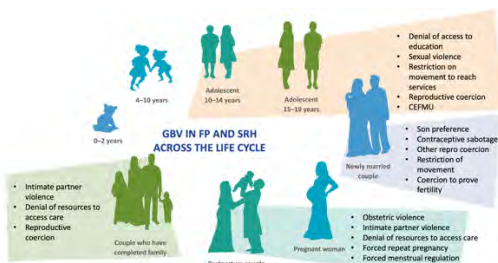 • Denial of access to
education
• Sexual violence
• Restriction on
movement to reach
services
• Reproductive coercion
• CEFMU
4–10 years
Adolescent
10–14 years
Adolescent
15–19 years
0–2 years
GBV IN FP AND SRH
ACROSS THE LIFE CYCLE
Newly married
couple
• Son preference
• Contraceptive sabotage
• Other repro coercion
• Restriction of
movement
• Coercion to prove
fertility
• Intimate partner
violence
• Denial of resources to
access care
• Reproductive
coercion
Couple who have
completed family
Pregnant woman
• Obstetric violence
• Intimate partner violence
• Denial of resources to access care
• Forced repeat pregnancy
• Forced menstrual regulation